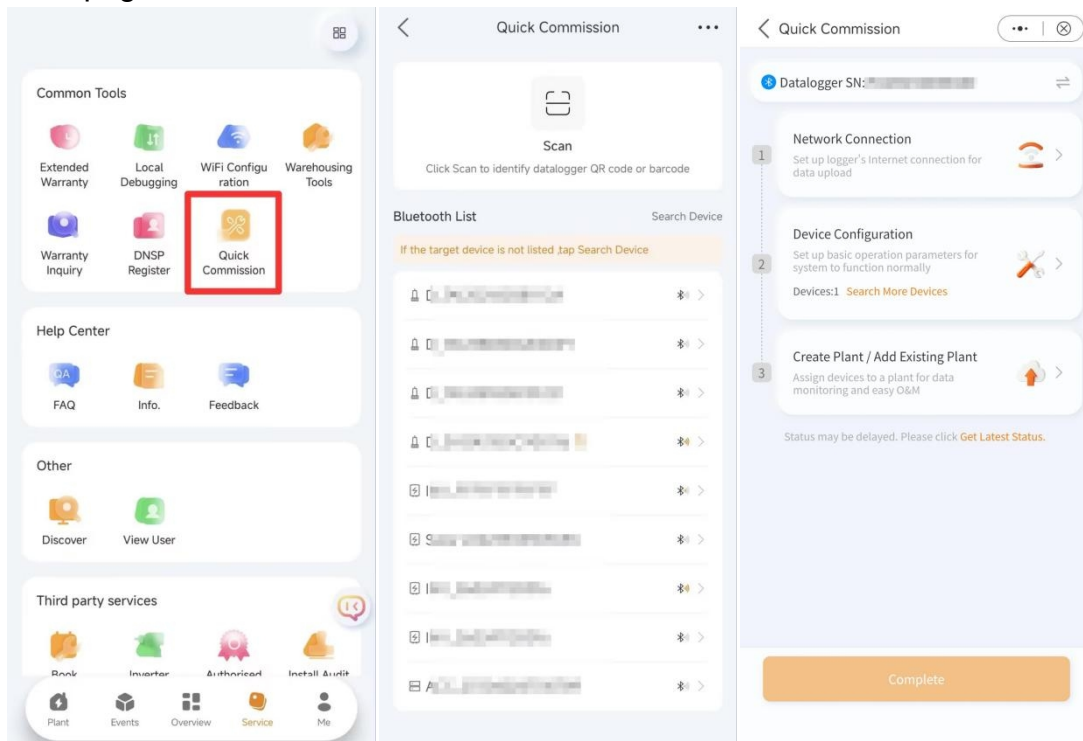 Common Tools
Extended
Warranty
Local
Debugging
WiFi Configu
ration
Warehousing
Tools
Warranty
Inquiry
DNSP
Register
Quick
Commission
Help Center
QA
FAQ
Info.
Feedback
Other
Discover
View User
Third party services
Book
Inverter
Authorised
Install Audit
Plant
Events
Overview
Service
Me
Quick Commission
Scan
Click Scan to identify datalogger QR code or barcode
Bluetooth List
Search Device
If the target device is not listed ,tap Search Device
Quick Commission
Datalogger SN:
1
Network Connection
Set up logger's Internet connection for
data upload
2
Device Configuration
Set up basic operation parameters for
system to function normally
Devices:1 Search More Devices
3
Create Plant / Add Existing Plant
Assign devices to a plant for data
monitoring and easy O&M
Status may be delayed. Please click Get Latest Status.
Complete